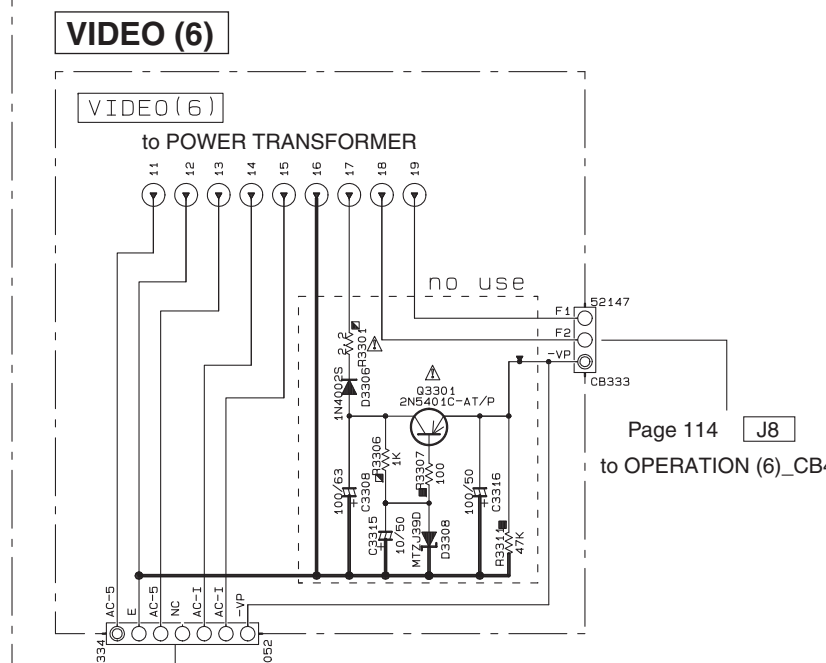 VIDEO (6)
VIDEO(6)
to POWER TRANSFORMER
11 12 13 14 15 16 17 18 19
no use
52147
F1
F2
-VP
CB333
2.2
R3301
1N4002S
D3306
Q3301
2N5401C-AT/P
R3306
1K
R3307
100
100/63
C3308
C3315
10/50
MTZJ39D
D3308
100/50
C3316
R3311
47K
Page 114 J8
to OPERATION (6)_CB4
AC-5
E
AC-5
NC
AC-I
AC-I
-VP
334
052